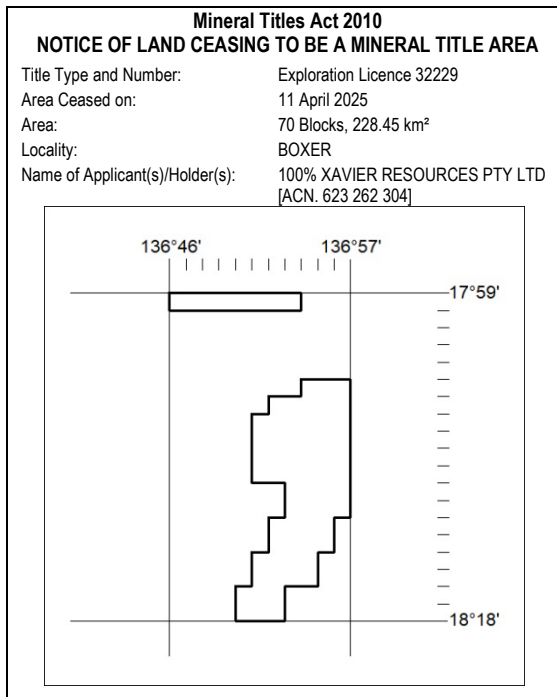 Mineral Titles Act 2010
NOTICE OF LAND CEASING TO BE A MINERAL TITLE AREA
Title Type and Number: Exploration Licence 32229
Area Ceased on: 11 April 2025
Area: 70 Blocks, 228.45 km²
Locality: BOXER
Name of Applicant(s)/Holder(s): 100% XAVIER RESOURCES PTY LTD
[ACN. 623 262 304]
136°46' 136°57'
17°59'
18°18'